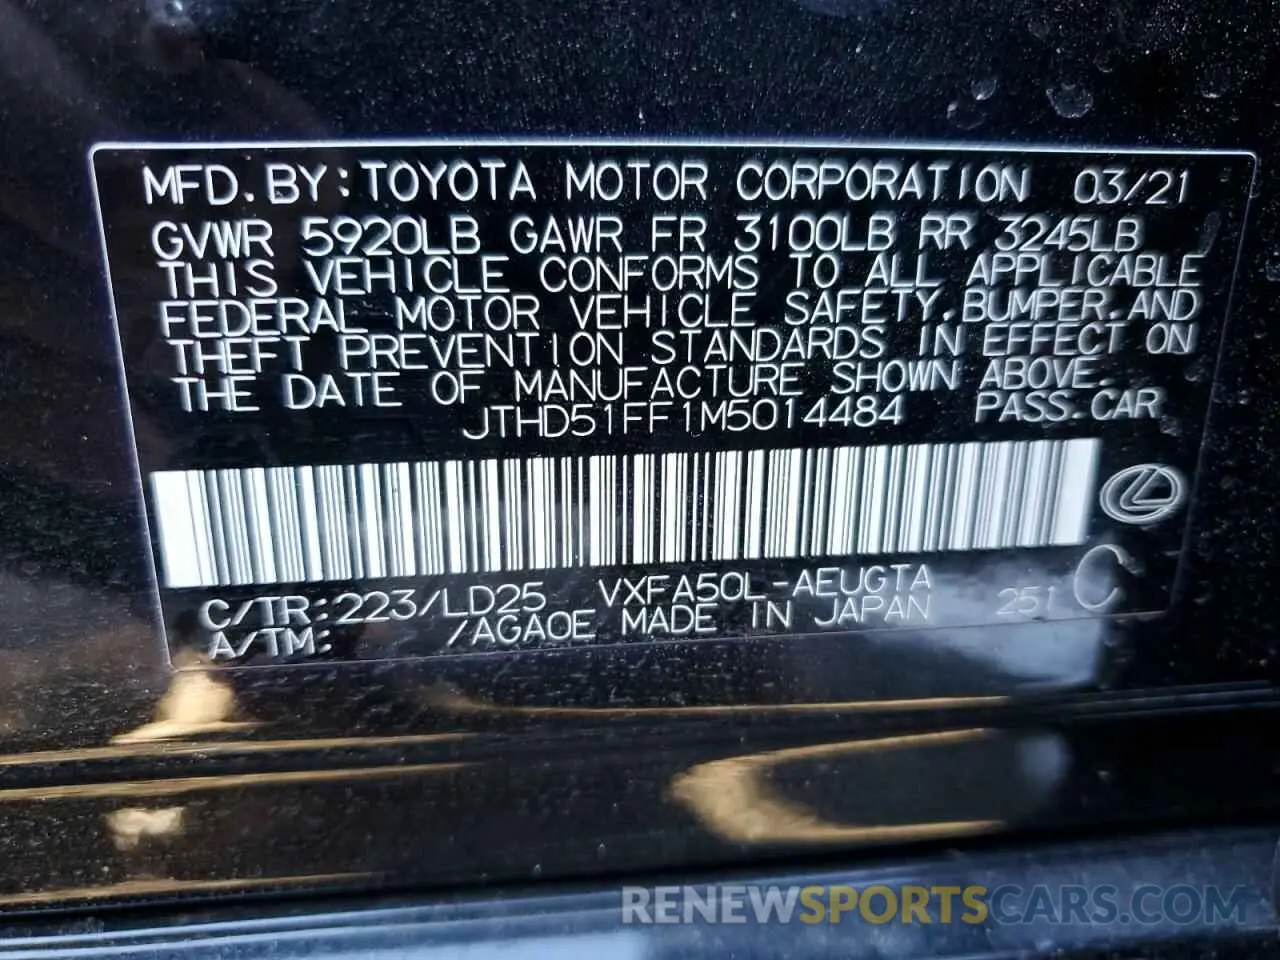 MFD. BY: TOYOTA MOTOR CORPORATION 03/21
GVWR 5920LB GAWR FR 3100LB RR 3245LB
THIS VEHICLE CONFORMS TO ALL APPLICABLE
FEDERAL MOTOR VEHICLE SAFETY, BUMPER, AND
THEFT PREVENTION STANDARDS IN EFFECT ON
THE DATE OF MANUFACTURE SHOWN ABOVE.
JTHD51FF1M5014484 PASS. CAR
C/TR: 223/LD25 VXFA50L-AEUGTA 251 C
A/TM: /AGA0E MADE IN JAPAN
RENEWSPORTSCARS.COM